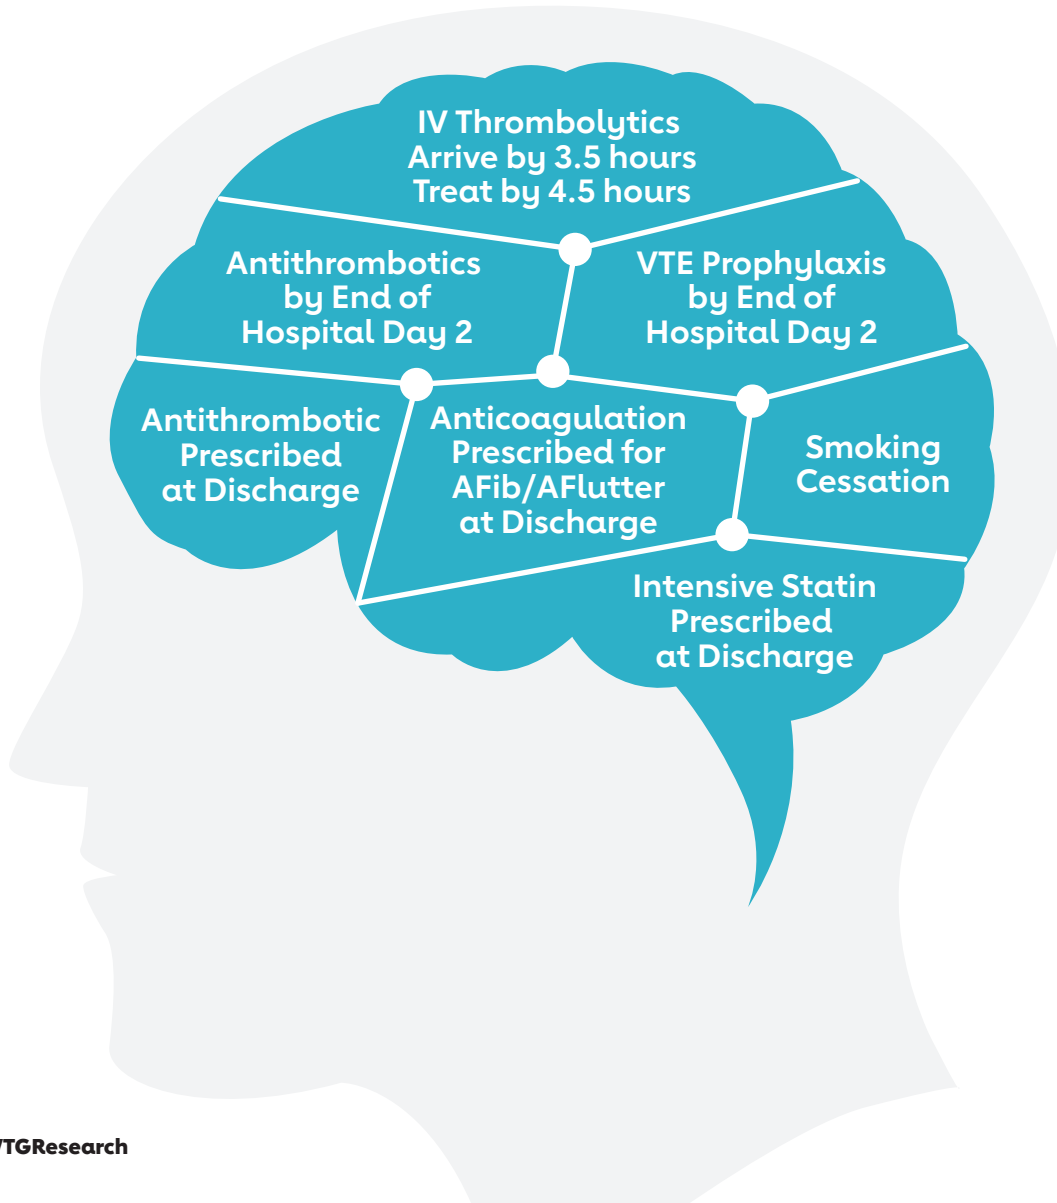 IV Thrombolytics
Arrive by 3.5 hours
Treat by 4.5 hours
Antithrombotics
by End of
Hospital Day 2
VTE Prophylaxis
by End of
Hospital Day 2
Antithrombotic
Prescribed
at Discharge
Anticoagulation
Prescribed for
AFib/AFlutter
at Discharge
Smoking
Cessation
Intensive Statin
Prescribed
at Discharge
TGResearch